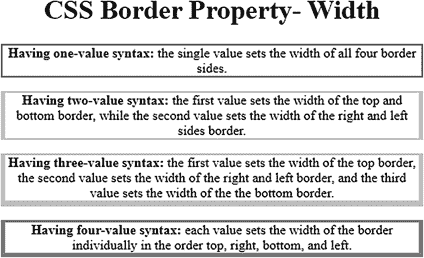 CSS Border Property- Width
Having one-value syntax: the single value sets the width of all four border
sides.
Having two-value syntax: the first value sets the width of the top and
bottom border, while the second value sets the width of the right and left
sides border.
Having three-value syntax: the first value sets the width of the top border,
the second value sets the width of the right and left border, and the third
value sets the width of the the bottom border.
Having four-value syntax: each value sets the width of the border
individually in the order top, right, bottom, and left.